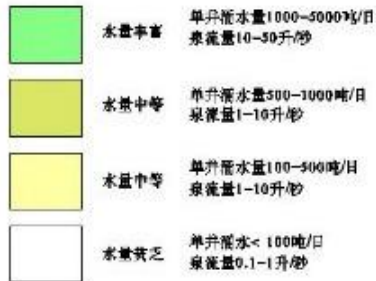 水量丰富
单井涌水量1000-5000吨/日
泉流量10-50升/秒
水量中等
单井涌水量500-1000吨/日
泉流量1-10升/秒
水量中等
单井涌水量100-500吨/日
泉流量1-10升/秒
水量贫乏
单井涌水< 100吨/日
泉流量0.1-1升/秒